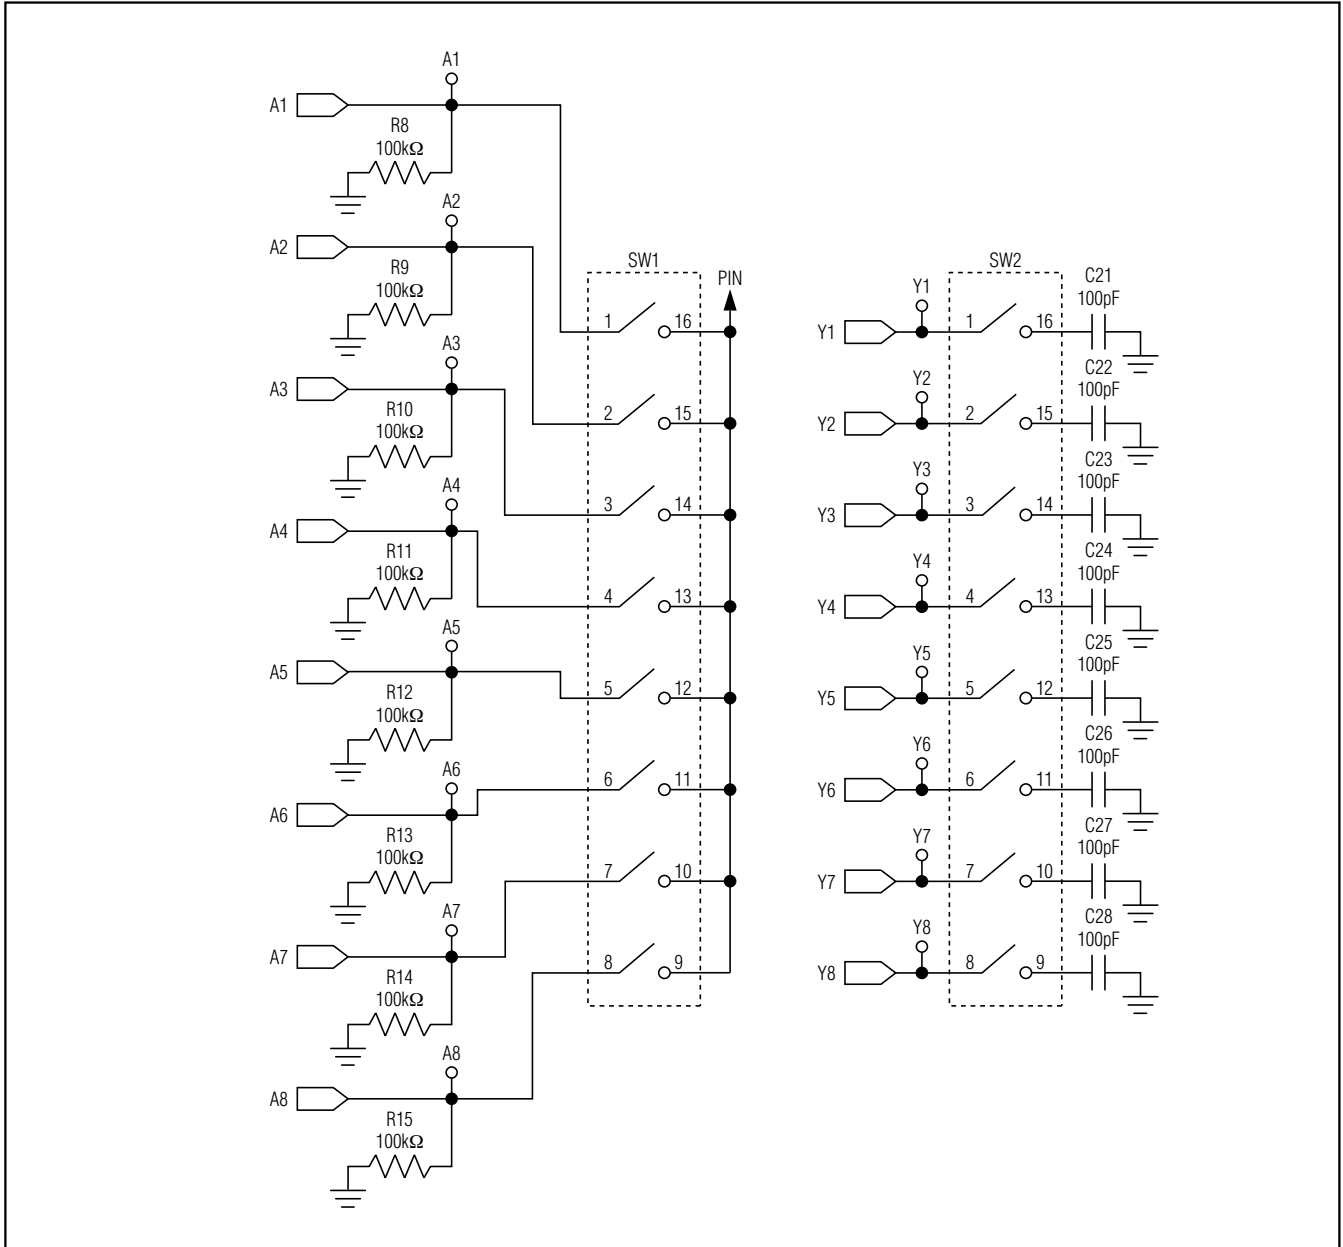 A1
A1
R8
100kΩ
A2
A2
R9
100kΩ
A3
A3
R10
100kΩ
A4
A4
R11
100kΩ
A5
A5
R12
100kΩ
A6
A6
R13
100kΩ
A7
A7
R14
100kΩ
A8
A8
R15
100kΩ
SW1
PIN
1 16
2 15
3 14
4 13
5 12
6 11
7 10
8 9
SW2
Y1
Y1 1 16
C21
100pF
Y2
Y2 2 15
C22
100pF
Y3
Y3 3 14
C23
100pF
Y4
Y4 4 13
C24
100pF
Y5
Y5 5 12
C25
100pF
Y6
Y6 6 11
C26
100pF
Y7
Y7 7 10
C27
100pF
Y8
Y8 8 9
C28
100pF